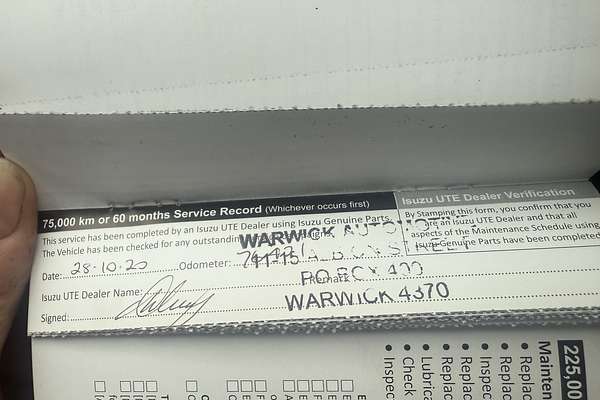 75,000 km or 60 months Service Record (Whichever occurs first)
This service has been completed by an Isuzu UTE Dealer using Isuzu Genuine Parts
The Vehicle has been checked for any outstanding
Date: 28-10-20 Odometer:
Isuzu UTE Dealer Name: Remark
Signed:
WARWICK AUTOMOTIVE
PO BOX 400
WARWICK 4370
Isuzu UTE Dealer Verification
By Stamping this form, you confirm that you
are an Isuzu UTE Dealer and that all
aspects of the Maintenance Schedule using
Isuzu Genuine Parts have been completed
225,00
Mainten
• Replac
• Replac
• Inspec
• Replac
• Replac
• Lubric
• Check
• Inspec